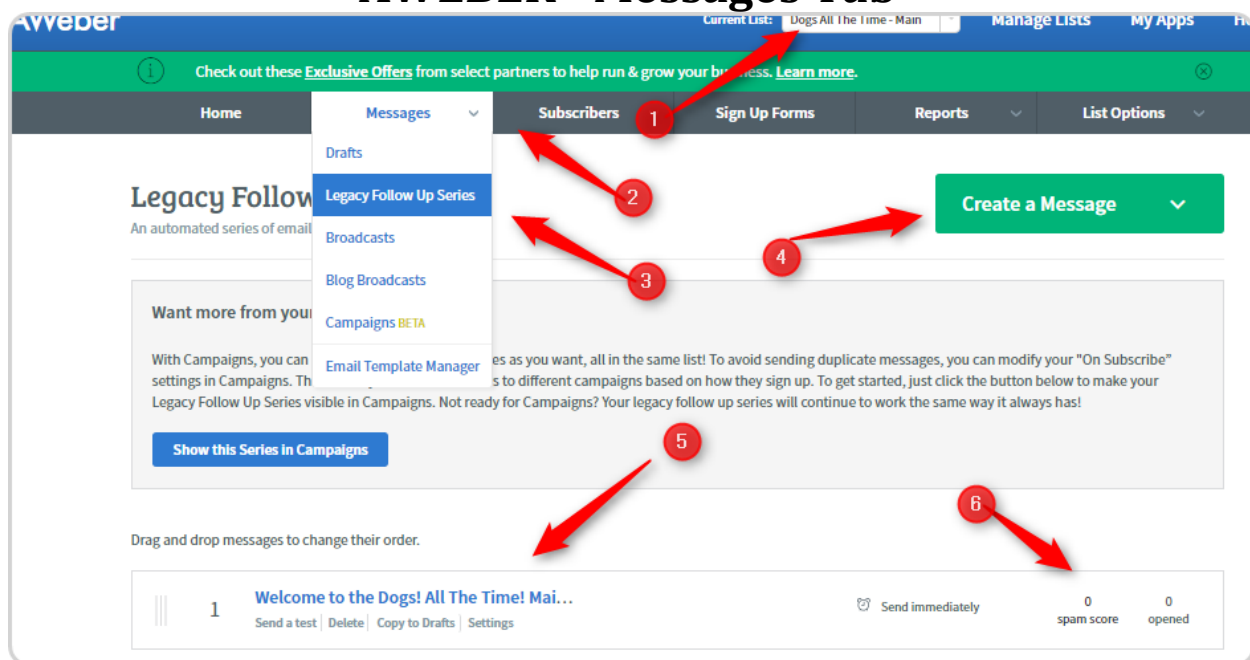 AWEBER - Messages Tab
AWeber Current List: Dogs All The Time - Main Manage Lists My Apps
Check out these Exclusive Offers from select partners to help run & grow your business. Learn more.
Home Messages Subscribers 1 Sign Up Forms Reports List Options
Drafts
2
Legacy Follow Legacy Follow Up Series Create a Message
An automated series of email Broadcasts
4
3
Blog Broadcasts
Want more from your Campaigns BETA
With Campaigns, you can es as you want, all in the same list! To avoid sending duplicate messages, you can modify your "On Subscribe"
Email Template Manager
settings in Campaigns. Th s to different campaigns based on how they sign up. To get started, just click the button below to make your
Legacy Follow Up Series visible in Campaigns. Not ready for Campaigns? Your legacy follow up series will continue to work the same way it always has!
5
Show this Series in Campaigns
6
Drag and drop messages to change their order.
1 Welcome to the Dogs! All The Time! Mai... Send immediately 0 0
Send a test Delete Copy to Drafts Settings spam score opened